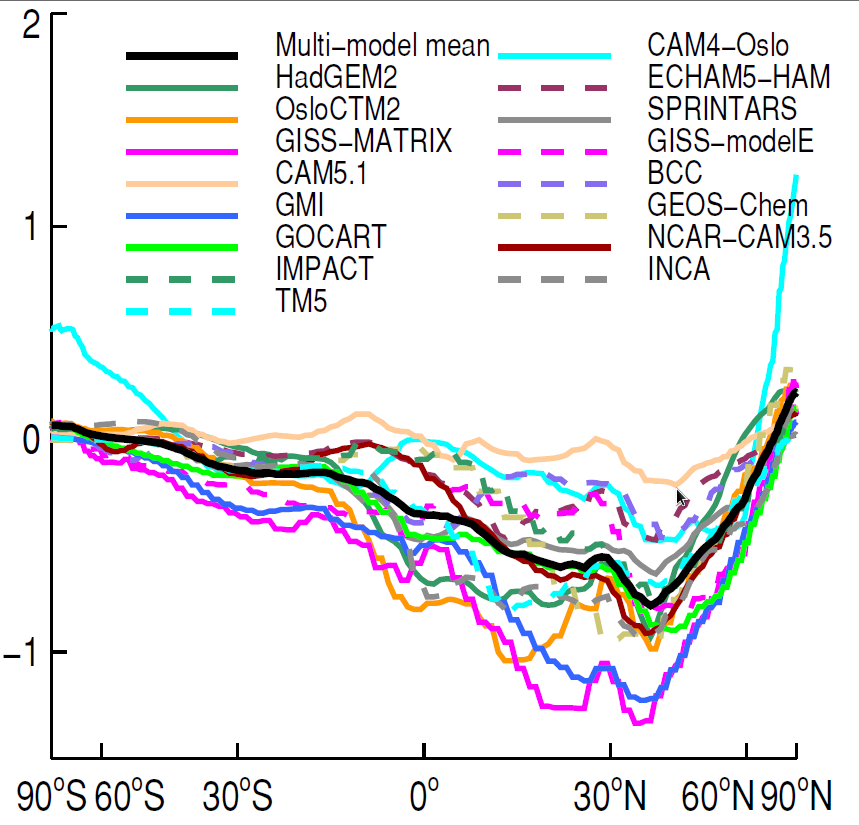 2
Multi−model mean
HadGEM2
OsloCTM2
GISS−MATRIX
CAM5.1
GMI
GOCART
IMPACT
TM5
CAM4−Oslo
ECHAM5−HAM
SPRINTARS
GISS−modelE
BCC
GEOS−Chem
NCAR−CAM3.5
INCA
1
0
−1
90°S 60°S 30°S 0° 30°N 60°N 90°N